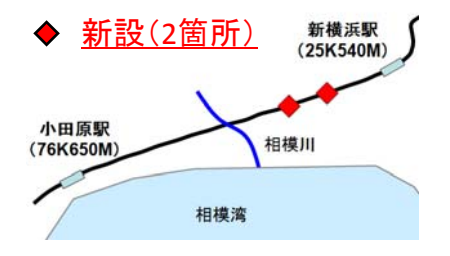 ◆ 新設(2箇所)
新横浜駅
(25K540M)
小田原駅
(76K650M)
相模川
相模湾